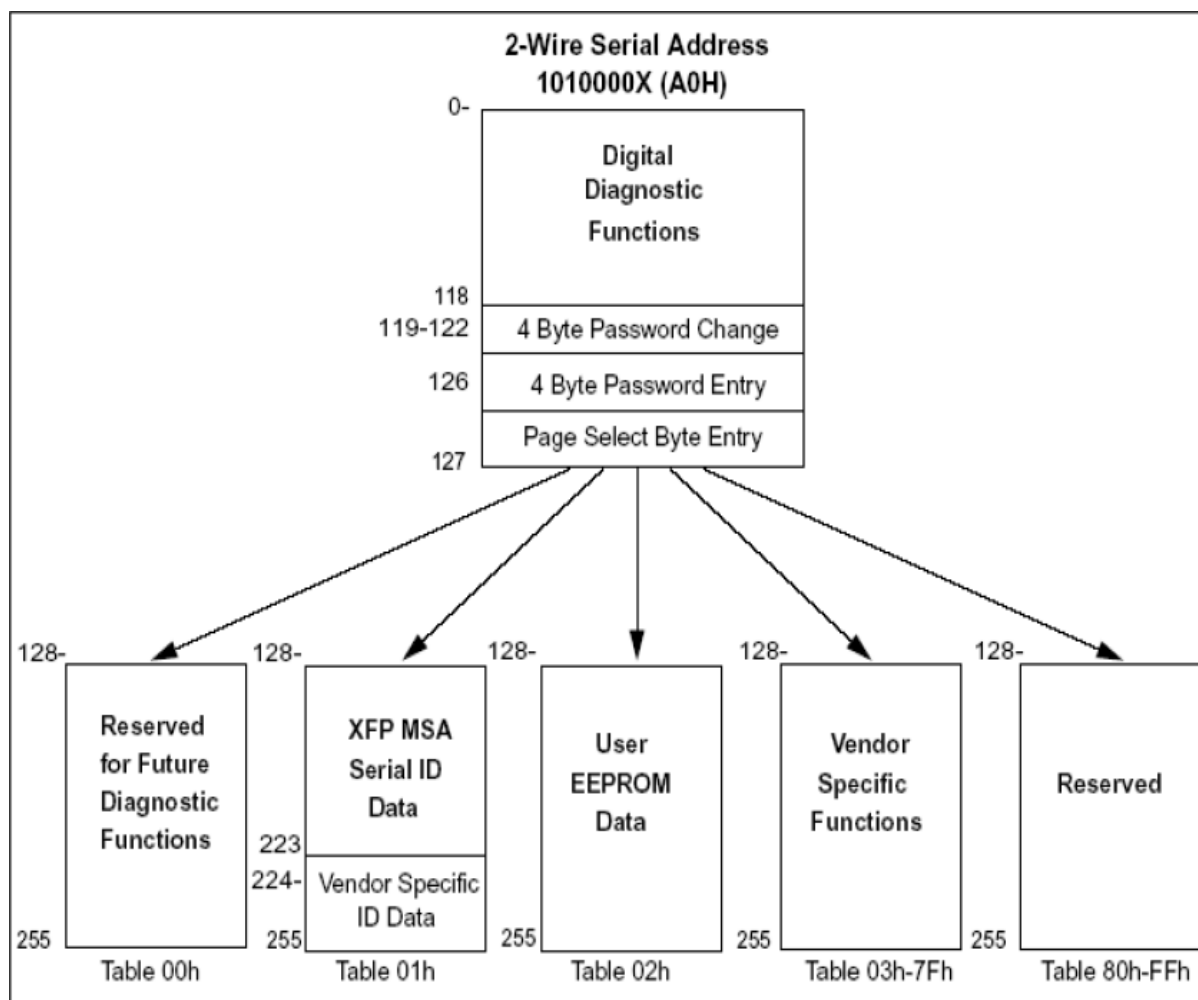 2-Wire Serial Address
1010000X (A0H)
0-
Digital
Diagnostic
Functions
118
119-122
4 Byte Password Change
126
4 Byte Password Entry
Page Select Byte Entry
127
128-
Reserved
for Future
Diagnostic
Functions
255
Table 00h
128-
XFP MSA
Serial ID
Data
223
224-
Vendor Specific
ID Data
255
Table 01h
128-
User
EEPROM
Data
255
Table 02h
128-
Vendor
Specific
Functions
255
Table 03h-7Fh
128-
Reserved
255
Table 80h-FFh